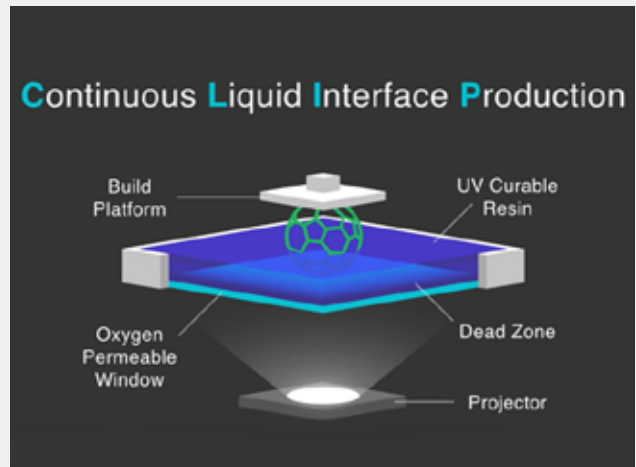 Continuous Liquid Interface Production
Build
Platform
UV Curable
Resin
Oxygen
Permeable
Window
Dead Zone
Projector